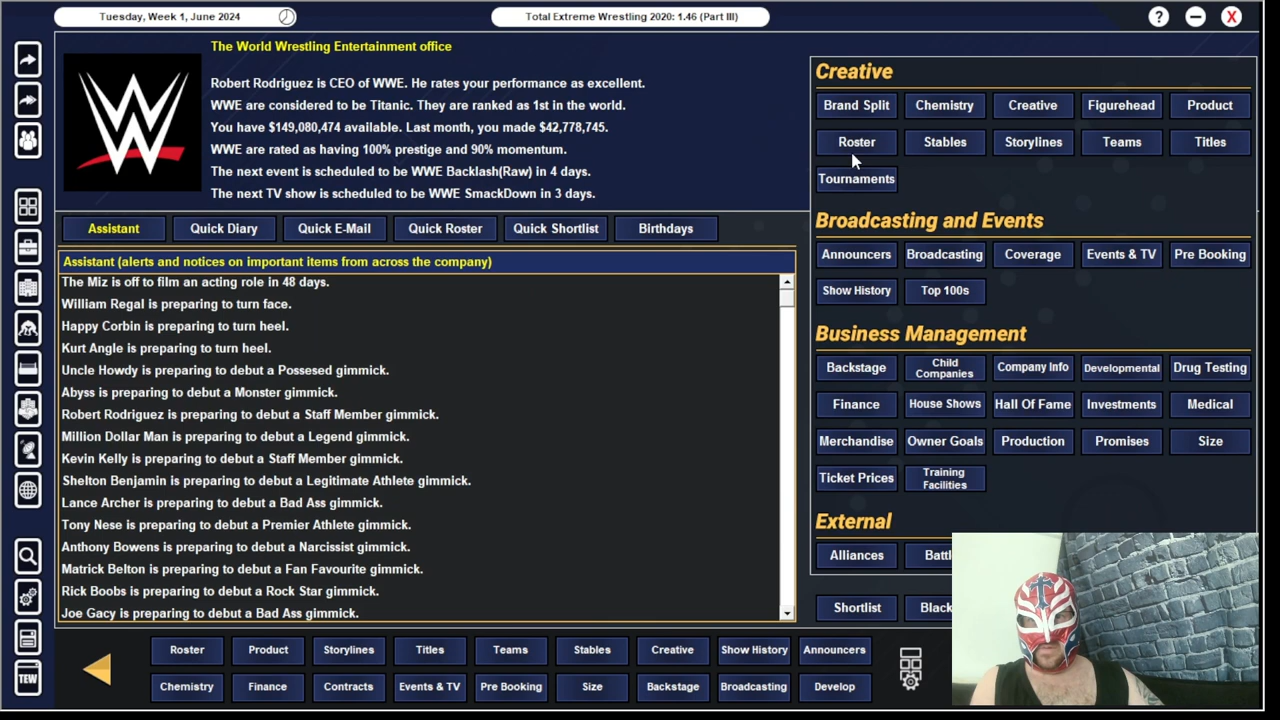 Tuesday, Week 1, June 2024
Total Extreme Wrestling 2020: 1.46 (Part III)
?
X
The World Wrestling Entertainment office
Robert Rodriguez is CEO of WWE. He rates your performance as excellent.
WWE are considered to be Titanic. They are ranked as 1st in the world.
You have $149,080,474 available. Last month, you made $42,778,745.
WWE are rated as having 100% prestige and 90% momentum.
The next event is scheduled to be WWE Backlash(Raw) in 4 days.
The next TV show is scheduled to be WWE SmackDown in 3 days.
Assistant
Quick Diary
Quick E-Mail
Quick Roster
Quick Shortlist
Birthdays
Assistant (alerts and notices on important items from across the company)
The Miz is off to film an acting role in 48 days.
William Regal is preparing to turn face.
Happy Corbin is preparing to turn heel.
Kurt Angle is preparing to turn heel.
Uncle Howdy is preparing to debut a Possesed gimmick.
Abyss is preparing to debut a Monster gimmick.
Robert Rodriguez is preparing to debut a Staff Member gimmick.
Million Dollar Man is preparing to debut a Legend gimmick.
Kevin Kelly is preparing to debut a Staff Member gimmick.
Shelton Benjamin is preparing to debut a Legitimate Athlete gimmick.
Lance Archer is preparing to debut a Bad Ass gimmick.
Tony Nese is preparing to debut a Premier Athlete gimmick.
Anthony Bowens is preparing to debut a Narcissist gimmick.
Matrick Belton is preparing to debut a Fan Favourite gimmick.
Rick Boobs is preparing to debut a Rock Star gimmick.
Joe Gacy is preparing to debut a Bad Ass gimmick.
Creative
Brand Split
Chemistry
Creative
Figurehead
Product
Roster
Stables
Storylines
Teams
Titles
Tournaments
Broadcasting and Events
Announcers
Broadcasting
Coverage
Events & TV
Pre Booking
Show History
Top 100s
Business Management
Backstage
Child
Companies
Company Info
Developmental
Drug Testing
Finance
House Shows
Hall Of Fame
Investments
Medical
Merchandise
Owner Goals
Production
Promises
Size
Ticket Prices
Training
Facilities
External
Alliances
Batt
Shortlist
Black
Roster
Product
Storylines
Titles
Teams
Stables
Creative
Show History
Announcers
Chemistry
Finance
Contracts
Events & TV
Pre Booking
Size
Backstage
Broadcasting
Develop
TEW